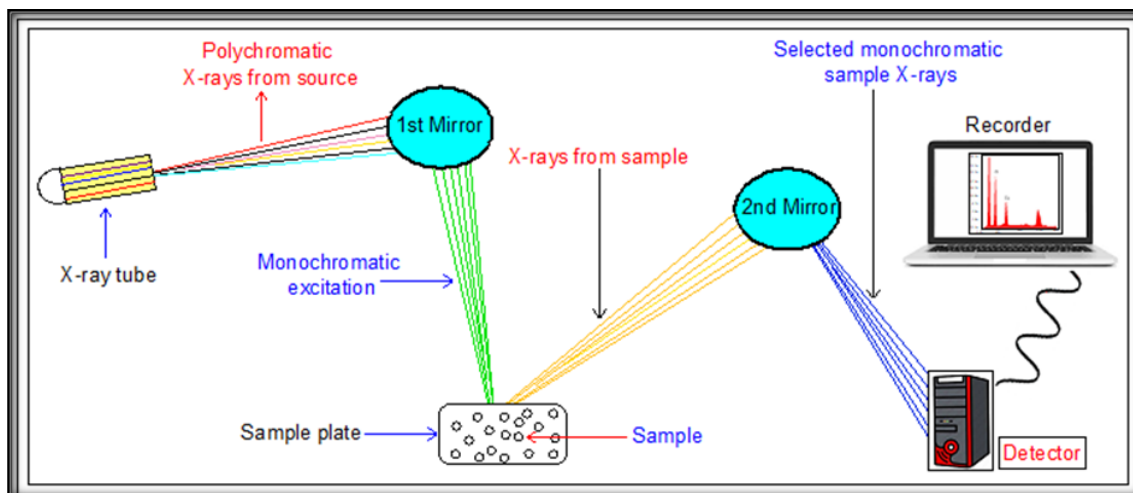 Polychromatic
X-rays from source
Selected monochromatic
sample X-rays
1st Mirror
Recorder
X-rays from sample
2nd Mirror
X-ray tube
Monochromatic
excitation
Sample plate
Sample
Detector